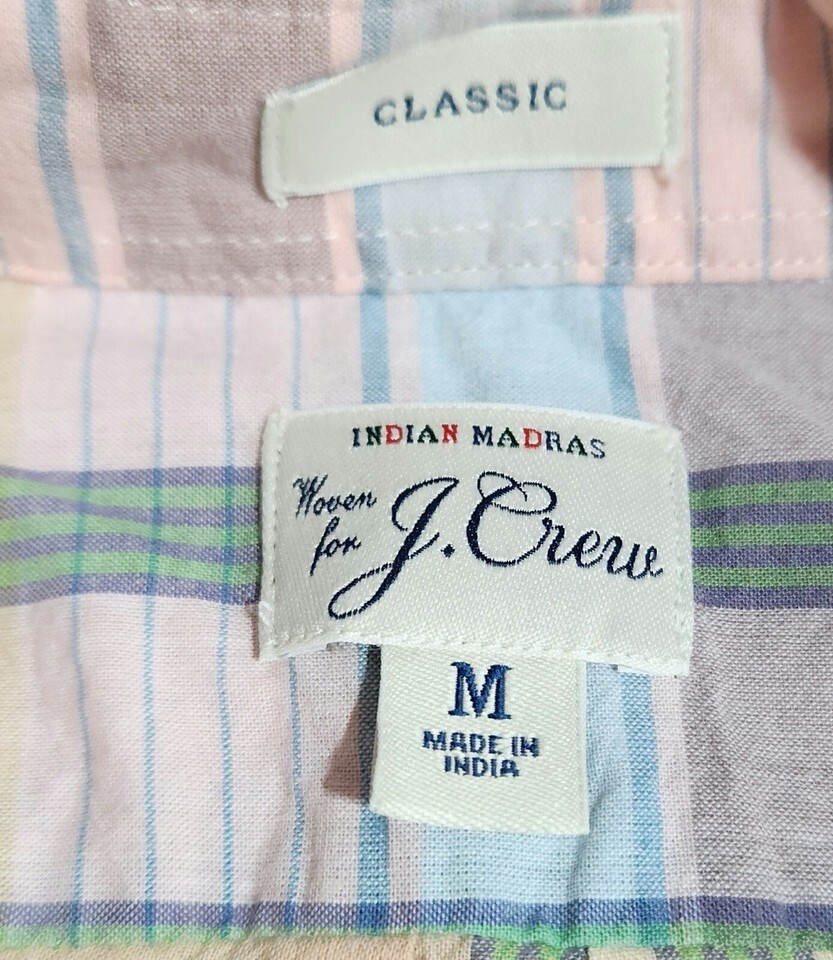 CLASSIC
INDIAN MADRAS
Woven
for J.Crew
M
MADE IN
INDIA